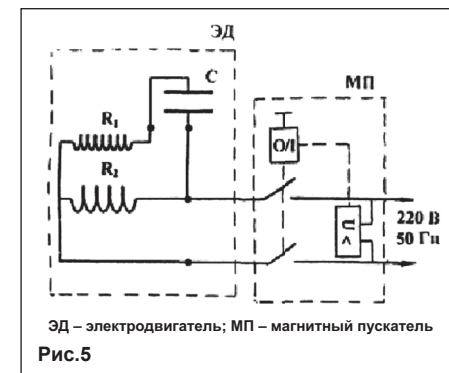 ЭД
C
МП
R₁
O/I
R₂
220 В
50 Гц
U
<
ЭД – электродвигатель; МП – магнитный пускатель
Рис.5